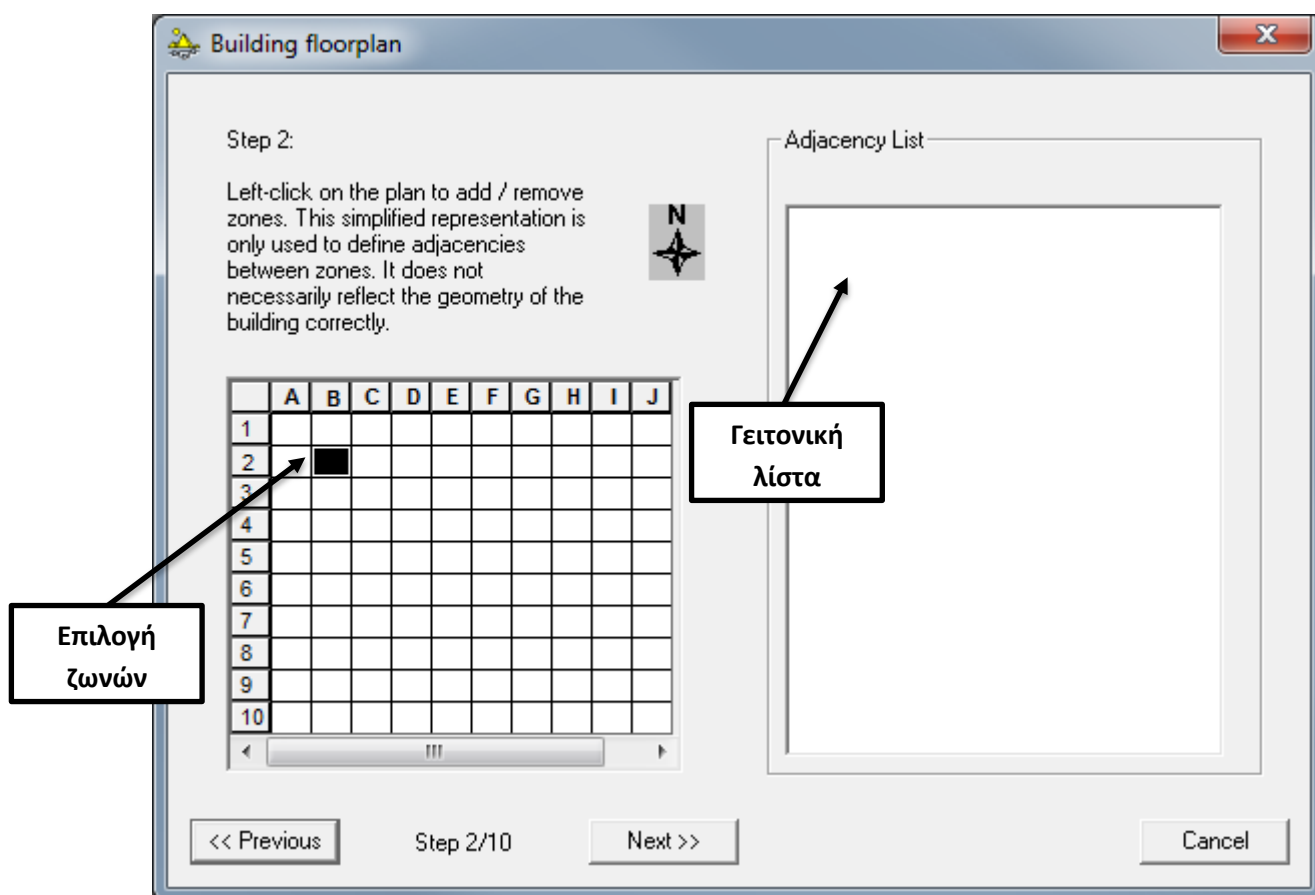 Building floorplan
Step 2:
Left-click on the plan to add / remove
zones. This simplified representation is
only used to define adjacencies
between zones. It does not
necessarily reflect the geometry of the
building correctly.
N
Adjacency List
A B C D E F G H I J
1
2
3
4
5
6
7
8
9
10
Γειτονική
λίστα
Επιλογή
ζωνών
<< Previous
Step 2/10
Next >>
Cancel